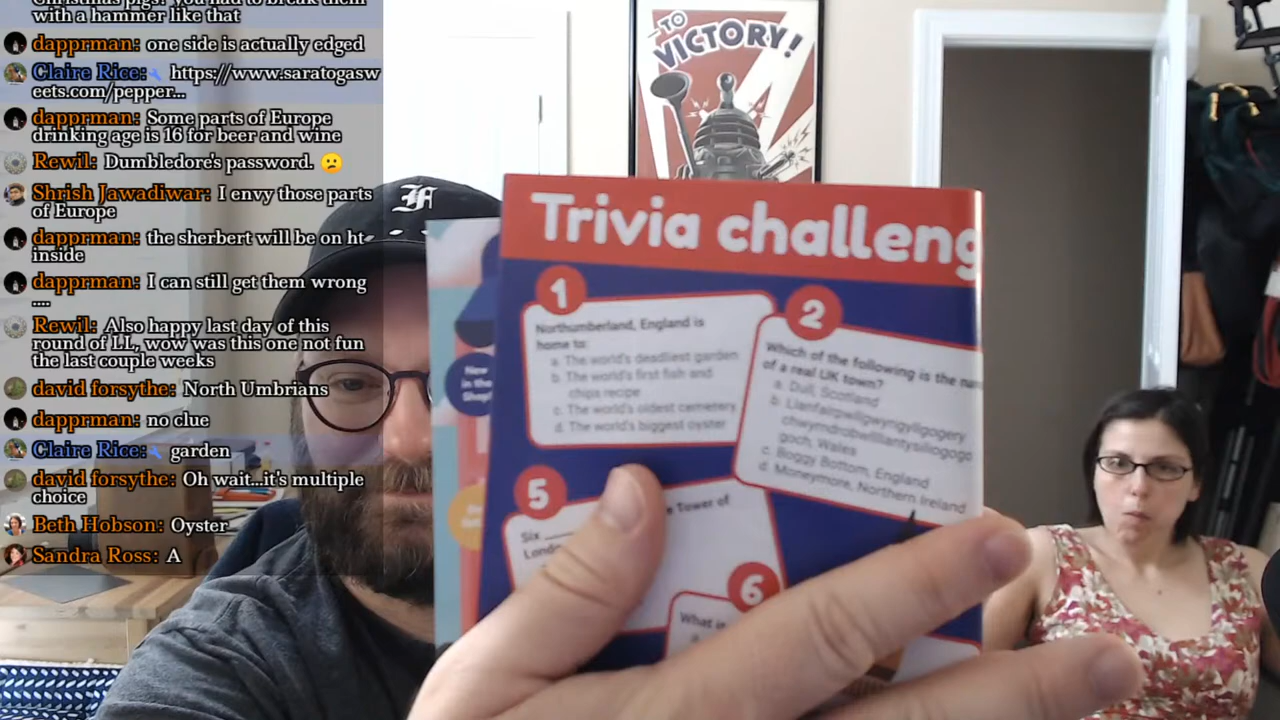 Christmas pigs? you had to break them
with a hammer like that
dapprman: one side is actually edged
Claire Rice: https://www.saratogasw
eets.com/pepper...
dapprman: Some parts of Europe
drinking age is 16 for beer and wine
Rewil: Dumbledore's password. 😕
Shrish Jawadiwar: I envy those parts
of Europe
dapprman: the sherbert will be on ht
inside
dapprman: I can still get them wrong
....
Rewil: Also happy last day of this
round of LL, wow was this one not fun
the last couple weeks
david forsythe: North Umbrians
dapprman: no clue
Claire Rice: garden
david forsythe: Oh wait...it's multiple
choice
Beth Hobson: Oyster
Sandra Ross: A
TO
VICTORY!
Trivia challeng
1
Northumberland, England is
home to:
a. The world's deadliest garden
b. The world's first fish and
chips recipe
c. The world's oldest cemetery
d. The world's biggest oyster
2
Which of the following is the
of a real UK town?
a. Dull, Scotland
b. Llanfairpwllgwyngyllgogery
chwyrndrobwllllantysiliogogo
goch, Wales
c. Boggy Bottom, England
d. Moneymore, Northern Ireland
5
Six
Tower of
6
What
New
in the
Shop!